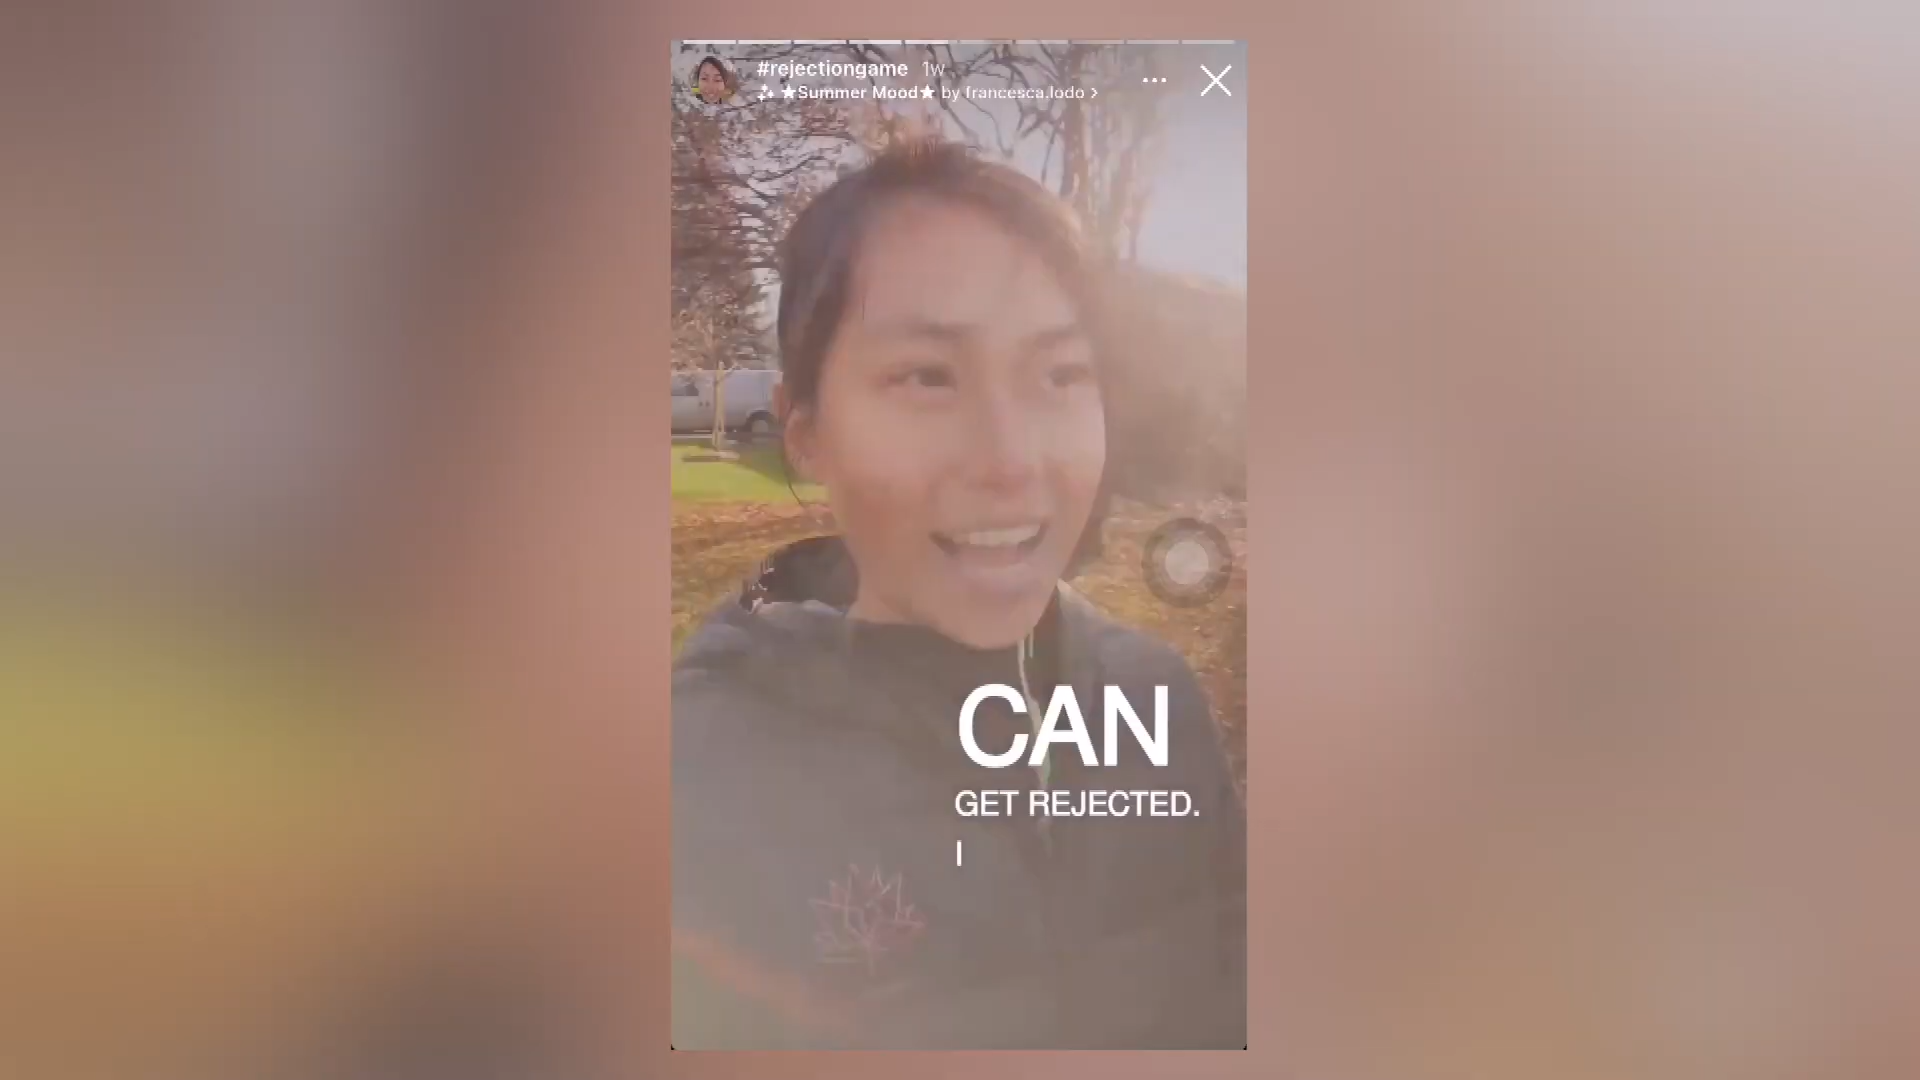 #rejectiongame 1w
★Summer Mood★ by francesca.lodo >
CAN
GET REJECTED.
I